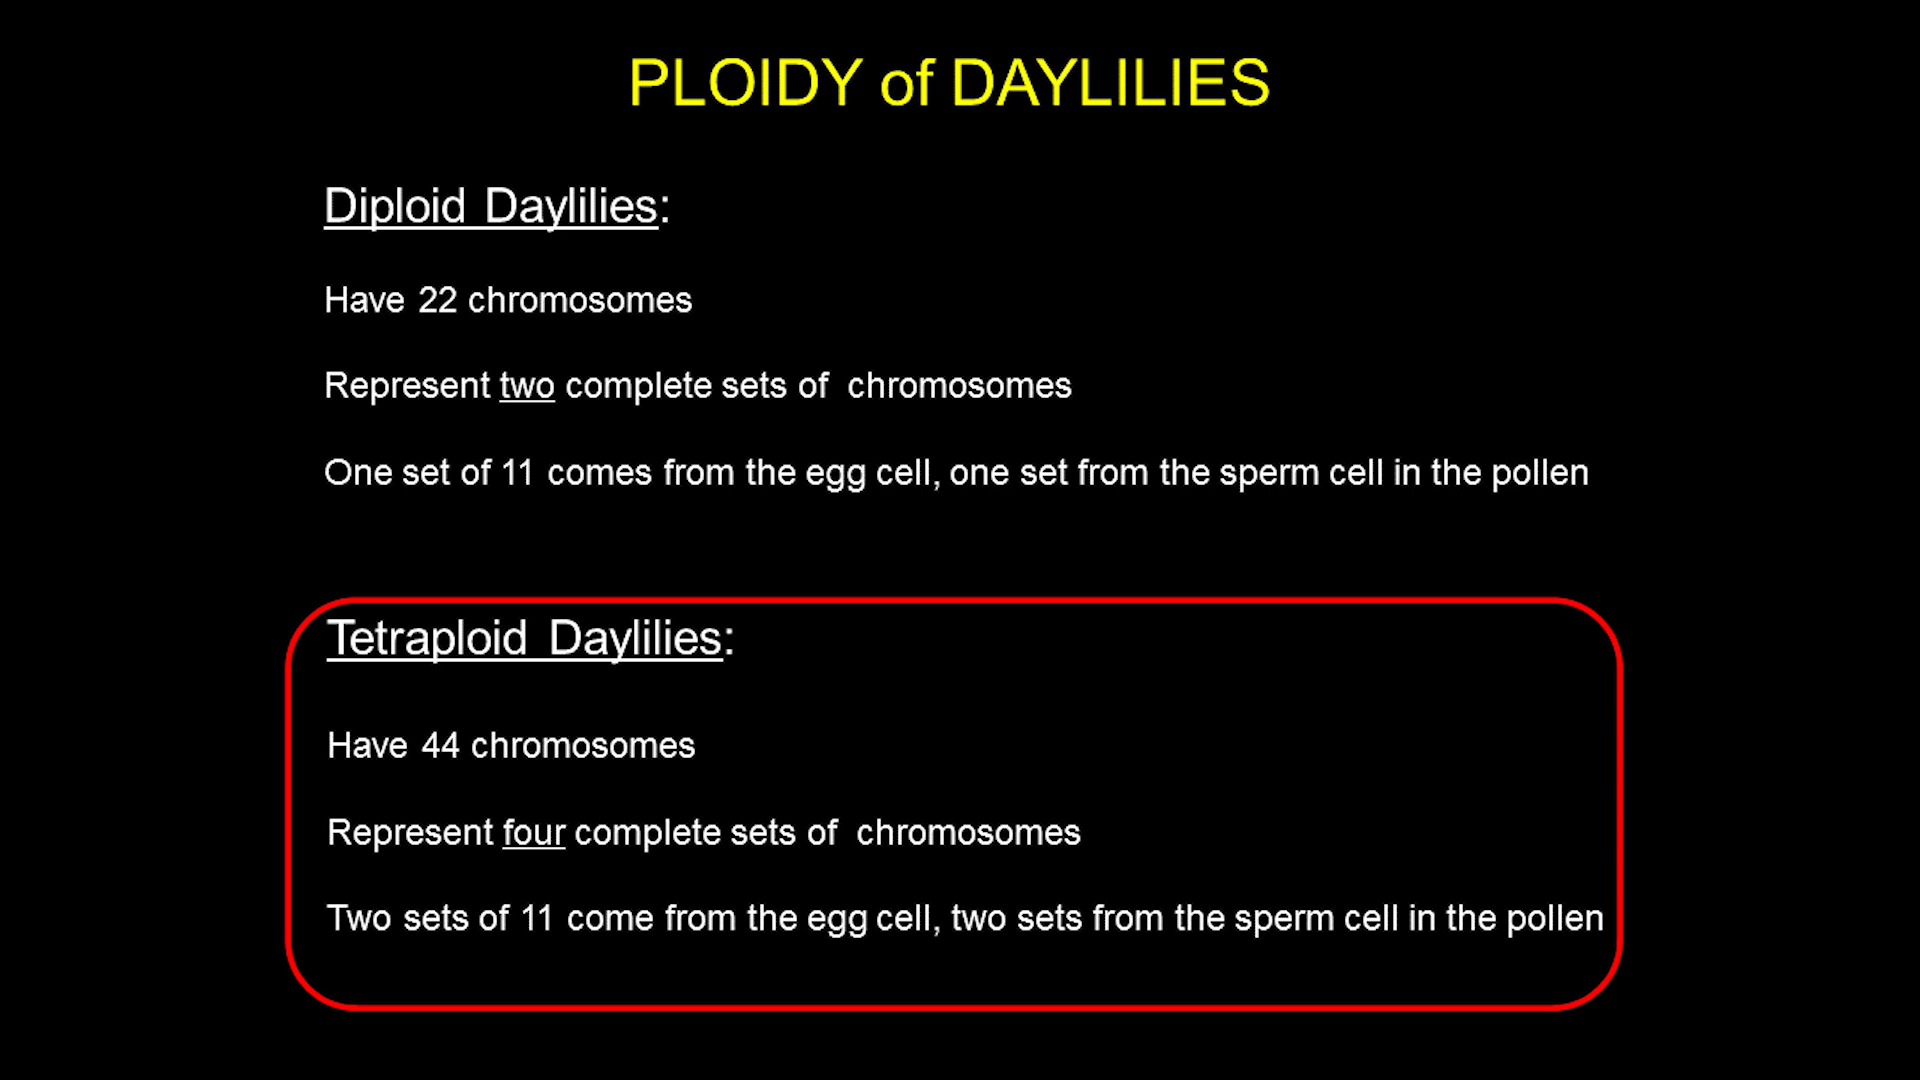 PLOIDY of DAYLILIES
Diploid Daylilies:
Have 22 chromosomes
Represent two complete sets of chromosomes
One set of 11 comes from the egg cell, one set from the sperm cell in the pollen
Tetraploid Daylilies:
Have 44 chromosomes
Represent four complete sets of chromosomes
Two sets of 11 come from the egg cell, two sets from the sperm cell in the pollen